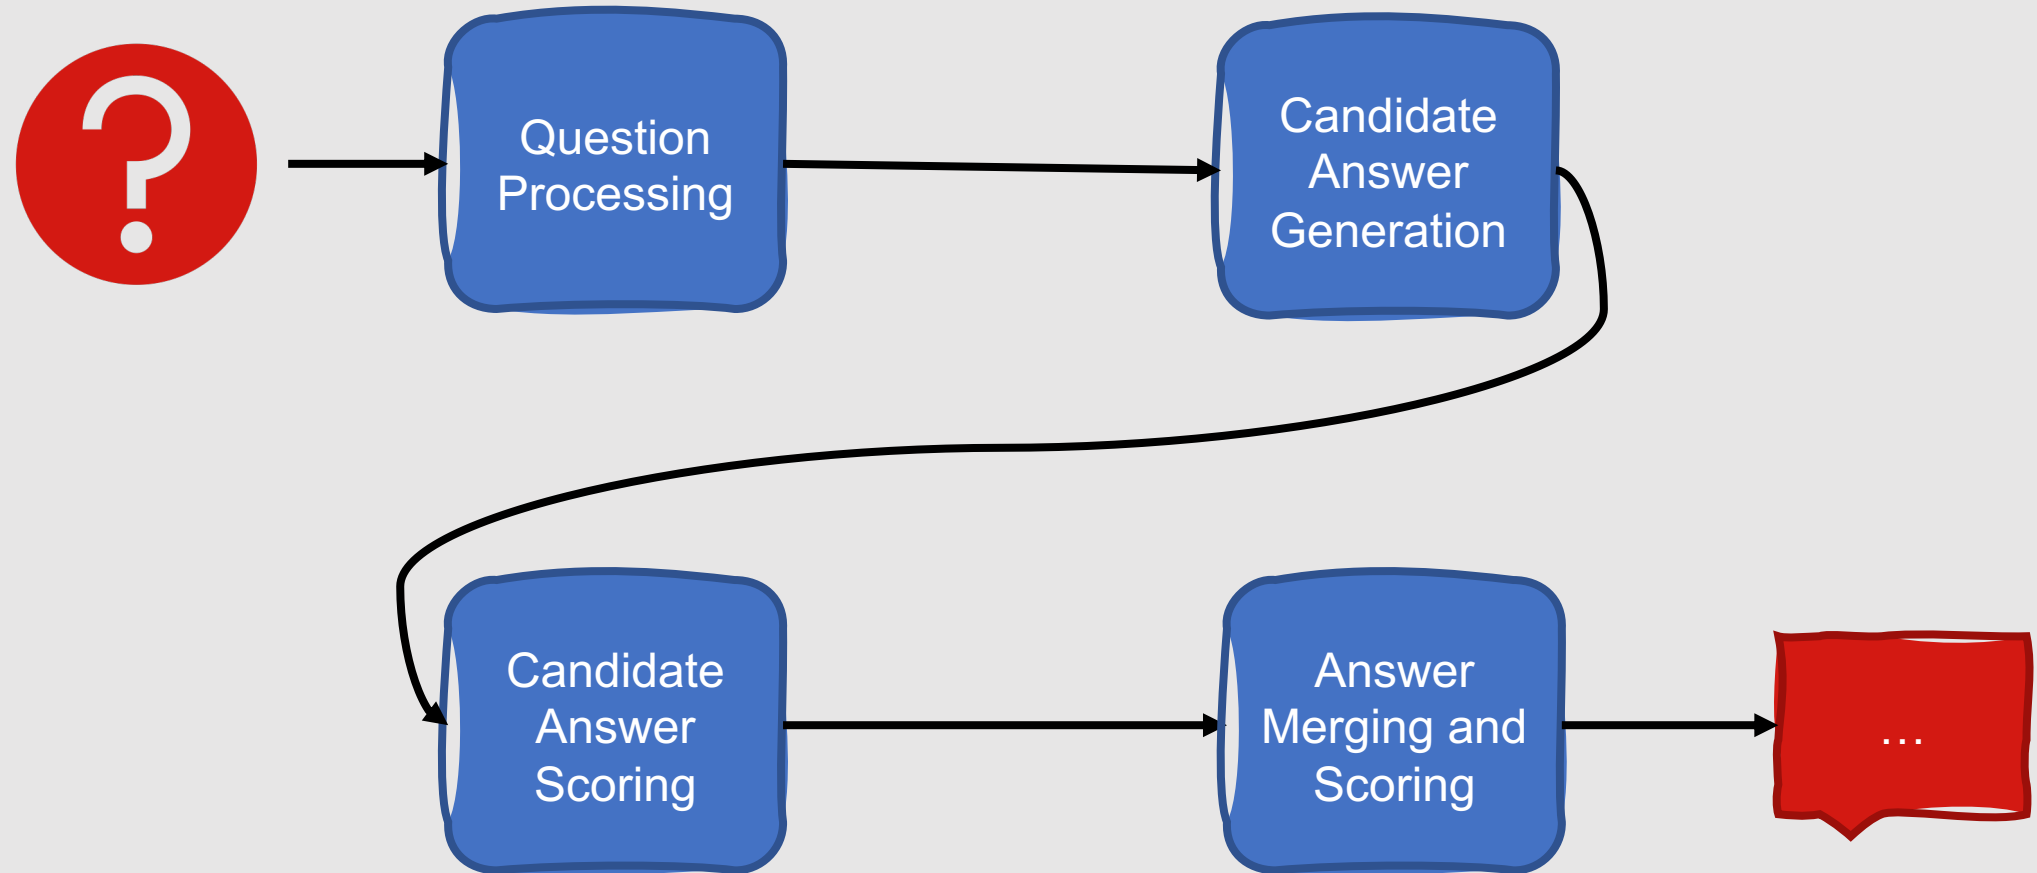 ?
Question
Processing
Candidate
Answer
Generation
Candidate
Answer
Scoring
Answer
Merging and
Scoring
...